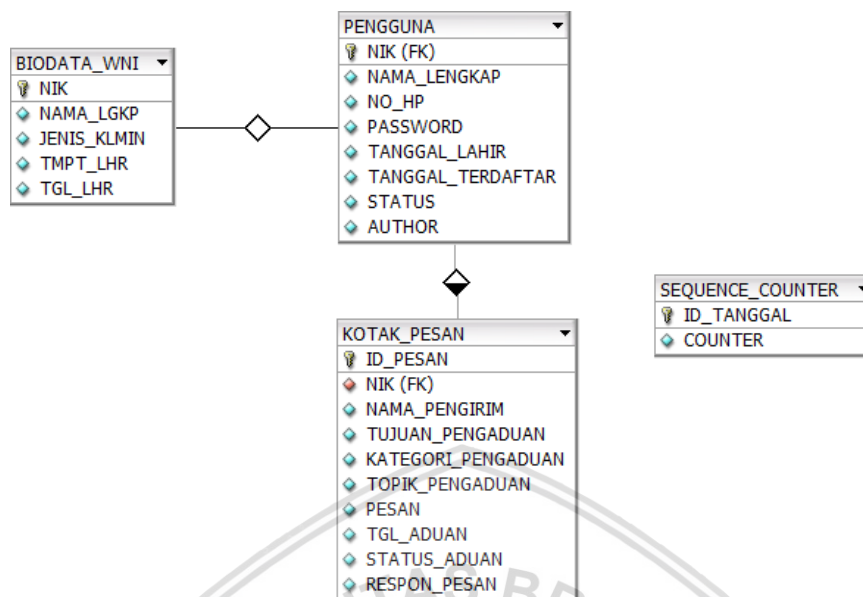 BIODATA_WNI
NIK
NAMA_LGKP
JENIS_KLMIN
TMPT_LHR
TGL_LHR
PENGGUNA
NIK (FK)
NAMA_LENGKAP
NO_HP
PASSWORD
TANGGAL_LAHIR
TANGGAL_TERDAFTAR
STATUS
AUTHOR
KOTAK_PESAN
ID_PESAN
NIK (FK)
NAMA_PENGIRIM
TUJUAN_PENGADUAN
KATEGORI_PENGADUAN
TOPIK_PENGADUAN
PESAN
TGL_ADUAN
STATUS_ADUAN
RESPON_PESAN
SEQUENCE_COUNTER
ID_TANGGAL
COUNTER